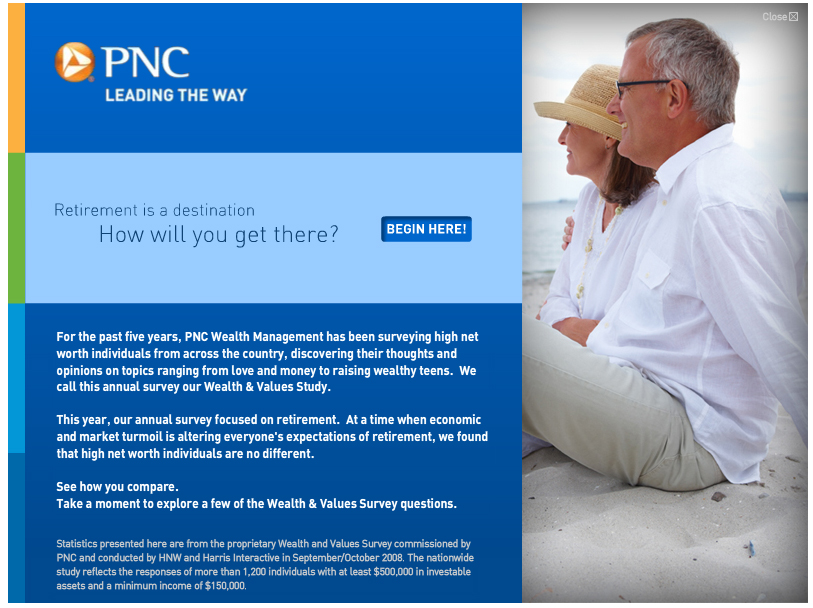 Close
PNC
LEADING THE WAY
Retirement is a destination
How will you get there?
BEGIN HERE!
For the past five years, PNC Wealth Management has been surveying high net
worth individuals from across the country, discovering their thoughts and
opinions on topics ranging from love and money to raising wealthy teens. We
call this annual survey our Wealth & Values Study.
This year, our annual survey focused on retirement. At a time when economic
and market turmoil is altering everyone's expectations of retirement, we found
that high net worth individuals are no different.
See how you compare.
Take a moment to explore a few of the Wealth & Values Survey questions.
Statistics presented here are from the proprietary Wealth and Values Survey commissioned by
PNC and conducted by HNW and Harris Interactive in September/October 2008. The nationwide
study reflects the responses of more than 1,200 individuals with at least $500,000 in investable
assets and a minimum income of $150,000.